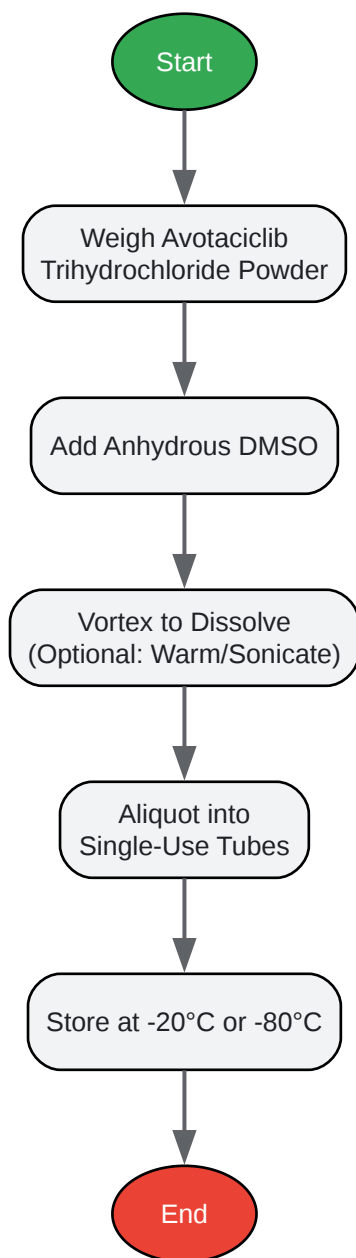 Start
Weigh Avotaciclib
Trihydrochloride Powder
Add Anhydrous DMSO
Vortex to Dissolve
(Optional: Warm/Sonicate)
Aliquot into
Single-Use Tubes
Store at -20°C or -80°C
End